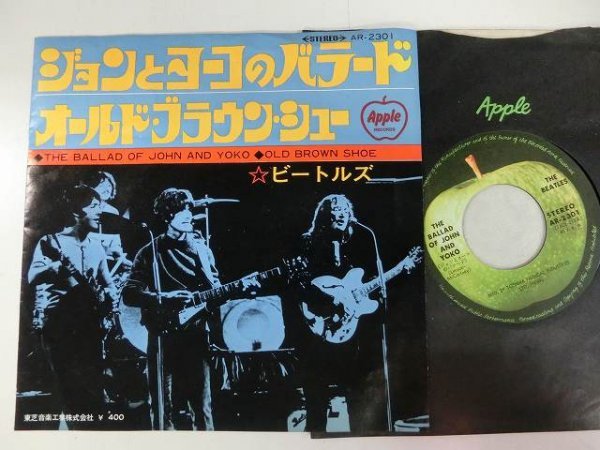 ←STEREO→ AR-2301
ジョンとヨーコのバラード
オールド・ブラウン・シュー
Apple
RECORDS
◆THE BALLAD OF JOHN AND YOKO ◆OLD BROWN SHOE
☆ビートルズ
東芝音楽工業株式会社 ¥ 400
Apple
THE BALLAD
OF JOHN
AND
YOKO
THE BEATLES
STEREO
AR-2301